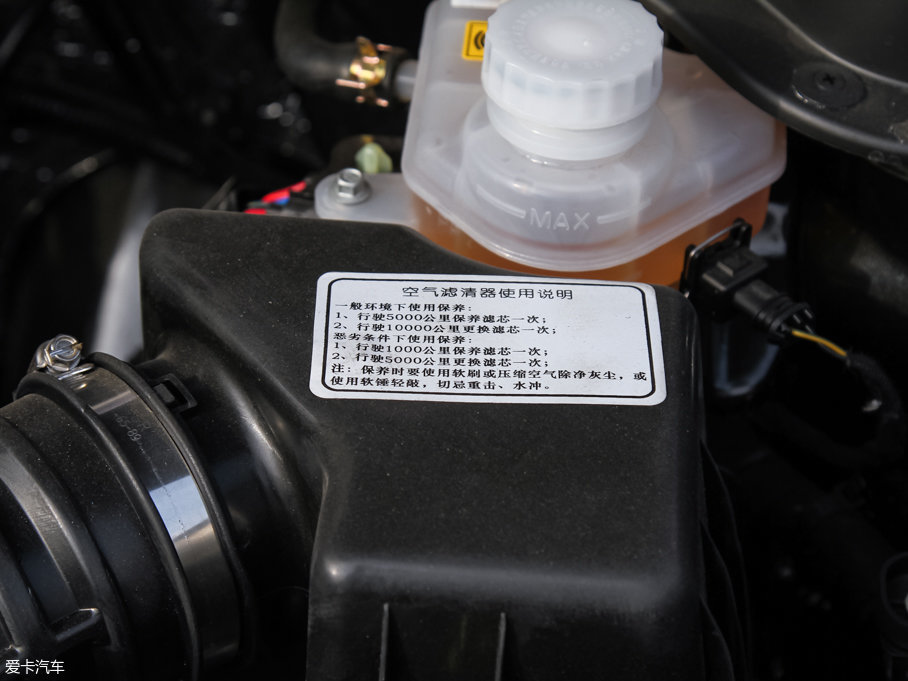 MAX
空气滤清器使用说明
一般环境下使用保养:
1、行驶5000公里保养滤芯一次;
2、行驶10000公里更换滤芯一次;
恶劣条件下使用保养:
1、行驶1000公里保养滤芯一次;
2、行驶5000公里更换滤芯一次;
注: 保养时要使用软刷或压缩空气除净灰尘, 或
使用软锤轻敲, 切忌重击、水冲。
爱卡汽车